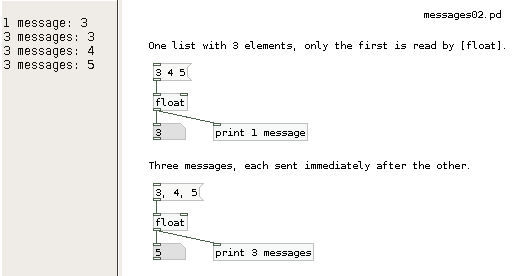 1 message: 3
3 messages: 3
3 messages: 4
3 messages: 5
messages02.pd
One list with 3 elements, only the first is read by [float].
3 4 5
float
3
print 1 message
Three messages, each sent immediately after the other.
3, 4, 5
float
5
print 3 messages